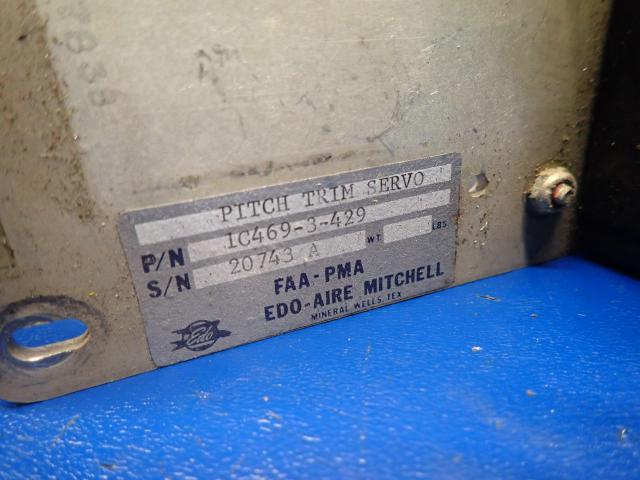 PITCH TRIM SERVO
P/N 1C469-3-429
S/N 20743 A WT. LBS
FAA-PMA
EDO-AIRE MITCHELL
MINERAL WELLS, TEX
Edo